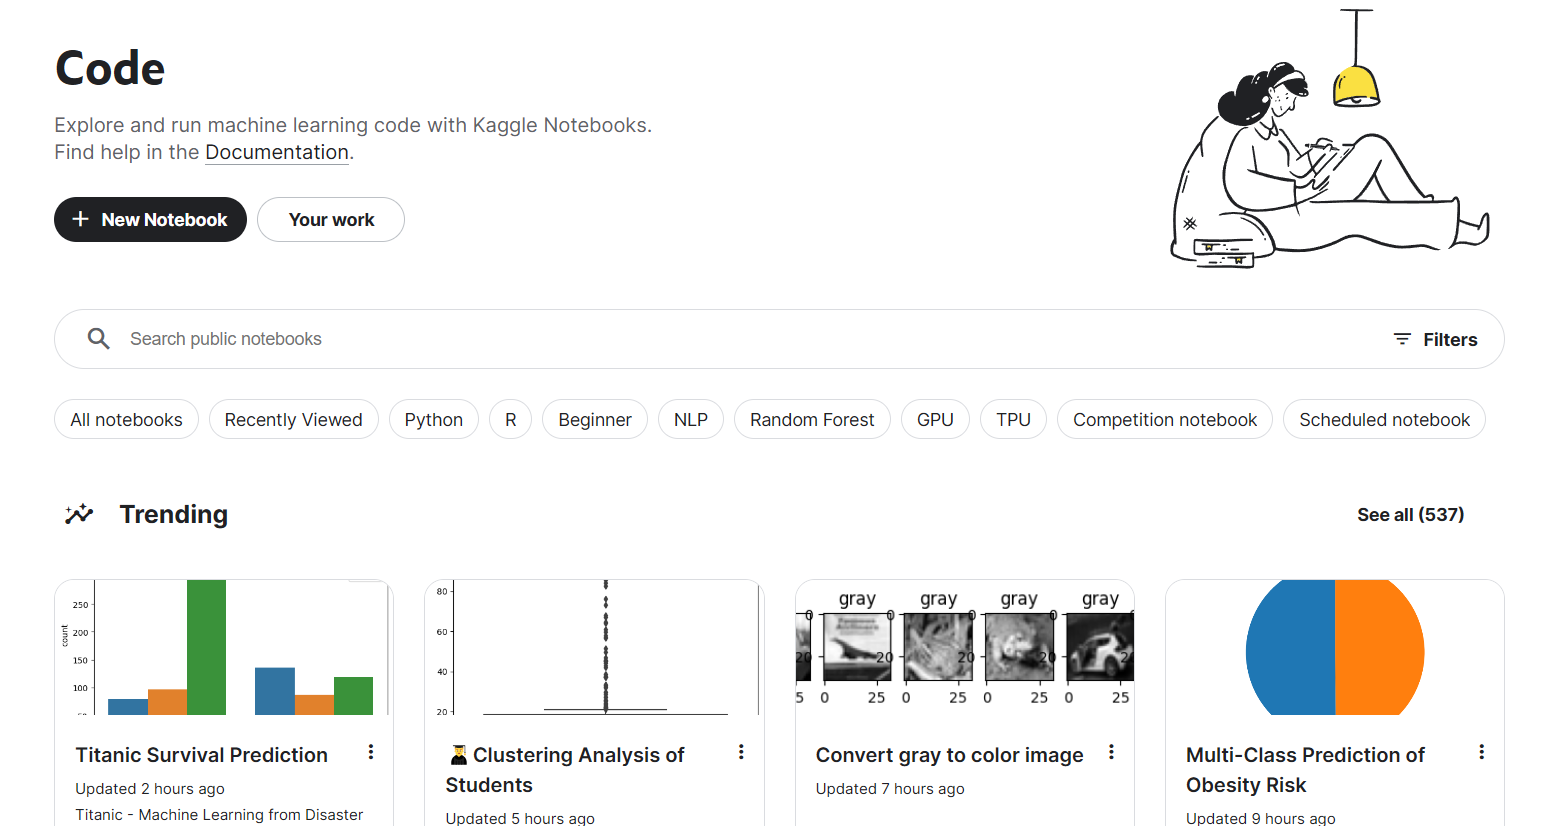 Code
Explore and run machine learning code with Kaggle Notebooks.
Find help in the Documentation.
New Notebook
Your work
Search public notebooks
Filters
All notebooks
Recently Viewed
Python
R
Beginner
NLP
Random Forest
GPU
TPU
Competition notebook
Scheduled notebook
Trending
See all (537)
250
200
150
100
count
80
60
40
20
gray gray gray gray
0 0 0 0
20 20 20 20 2
5 0 25 0 25 0 25 0 25
Titanic Survival Prediction
Updated 2 hours ago
Titanic - Machine Learning from Disaster
Clustering Analysis of
Students
Updated 5 hours ago
Convert gray to color image
Updated 7 hours ago
Multi-Class Prediction of
Obesity Risk
Updated 9 hours ago